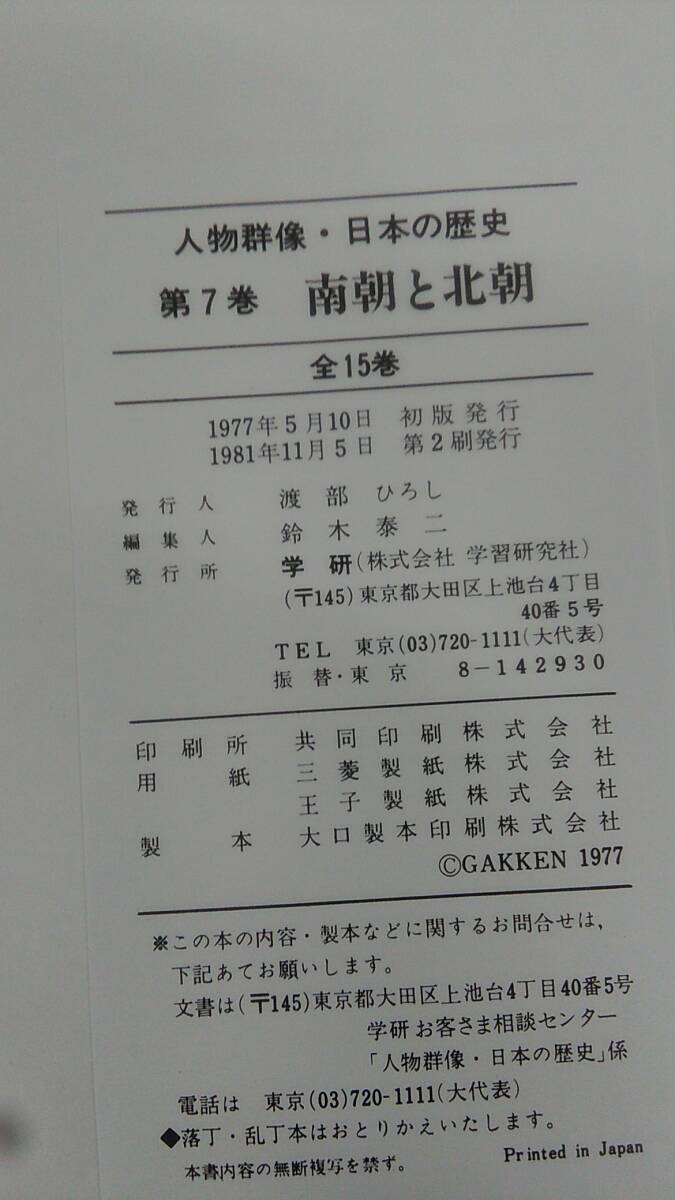 人物群像・日本の歴史
第7巻 南朝と北朝
全15巻
1977年5月10日 初版発行
1981年11月5日 第2刷発行
発行人 渡部ひろし
編集人 鈴木泰二
発行所 学研(株式会社 学習研究社)
(〒145)東京都大田区上池台4丁目
40番5号
TEL 東京(03)720-1111(大代表)
振替・東京 8-142930
印刷所 共同印刷株式会社
用紙 三菱製紙株式会社
王子製紙株式会社
製本 大口製本印刷株式会社
©GAKKEN 1977
※この本の内容・製本などに関するお問合せは,
下記あてお願いします。
文書は(〒145)東京都大田区上池台4丁目40番5号
学研 お客さま相談センター
「人物群像・日本の歴史」係
電話は 東京(03)720-1111(大代表)
◆落丁・乱丁本はおとりかえいたします。
本書内容の無断複写を禁ず。 Printed in Japan